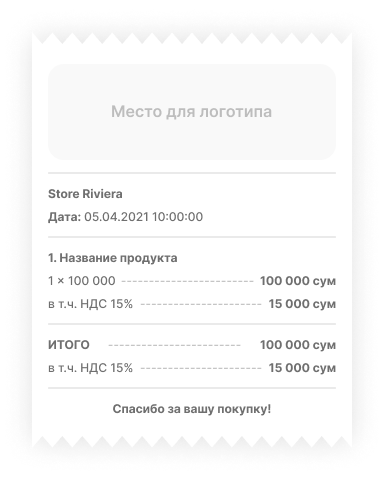 Место для логотипа
Store Riviera
Дата: 05.04.2021 10:00:00
1. Название продукта
1 × 100 000 100 000 сум
в т.ч. НДС 15% 15 000 сум
ИТОГО 100 000 сум
в т.ч. НДС 15% 15 000 сум
Спасибо за вашу покупку!